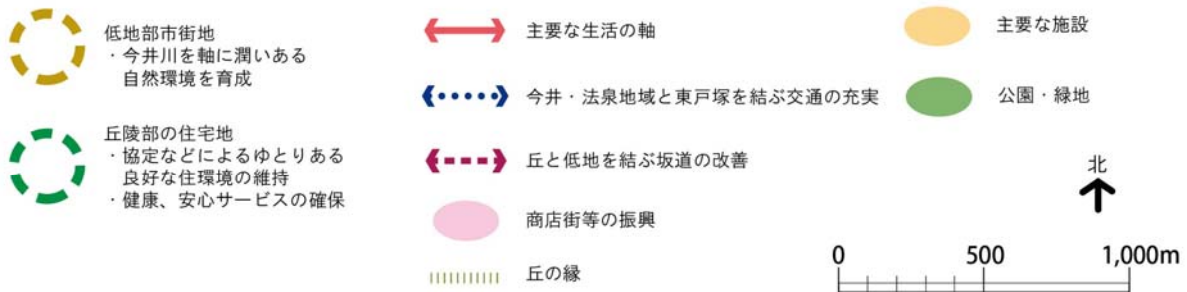 低地部市街地
・今井川を軸に潤いある
自然環境を育成
丘陵部の住宅地
・協定などによるゆとりある
良好な住環境の維持
・健康、安心サービスの確保
主要な生活の軸
今井・法泉地域と東戸塚を結ぶ交通の充実
丘と低地を結ぶ坂道の改善
商店街等の振興
丘の縁
主要な施設
公園・緑地
北
0 500 1,000m